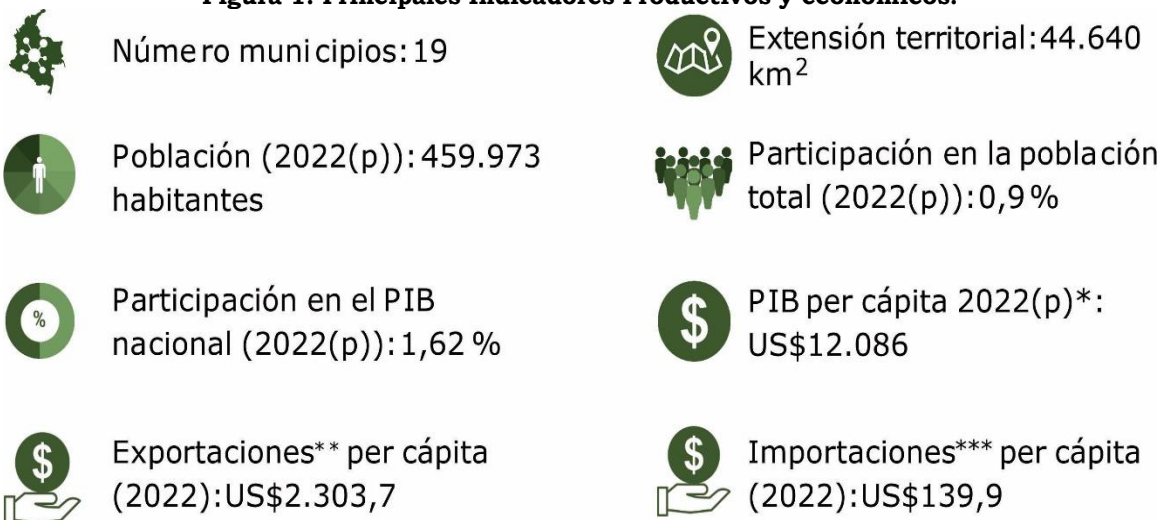 Figura 1. Principales Indicadores Productivos y económicos.
Número municipios: 19
Extensión territorial: 44.640
km²
Población (2022(p)): 459.973
habitantes
Participación en la población
total (2022(p)): 0,9 %
%
Participación en el PIB
nacional (2022(p)): 1,62 %
$
PIB per cápita 2022(p)*:
US$12.086
$
Exportaciones** per cápita
(2022):US$2.303,7
$
Importaciones*** per cápita
(2022):US$139,9